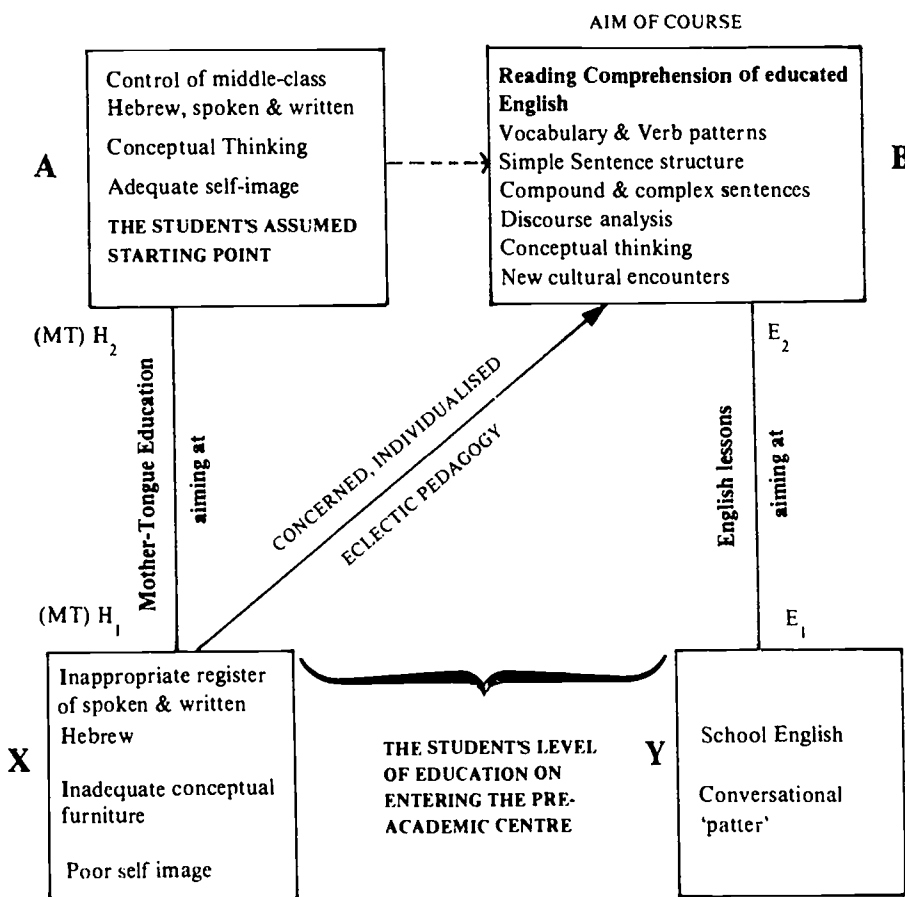 AIM OF COURSE
A
Control of middle-class
Hebrew, spoken & written
Conceptual Thinking
Adequate self-image
THE STUDENT'S ASSUMED
STARTING POINT
Reading Comprehension of educated
English
Vocabulary & Verb patterns
Simple Sentence structure
Compound & complex sentences
Discourse analysis
Conceptual thinking
New cultural encounters
B
(MT) H2
E2
Mother-Tongue Education
aiming at
CONCERNED, INDIVIDUALISED
ECLECTIC PEDAGOGY
English lessons
aiming at
(MT) H1
E1
X
Inappropriate register
of spoken & written
Hebrew
Inadequate conceptual
furniture
Poor self image
THE STUDENT'S LEVEL
OF EDUCATION ON
ENTERING THE PRE-
ACADEMIC CENTRE
Y
School English
Conversational
'patter'